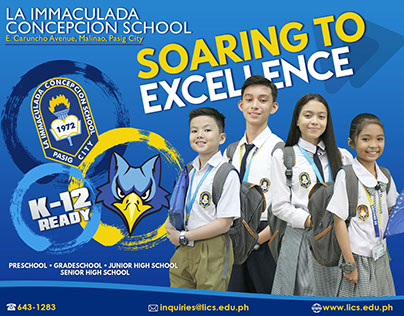 LA IMMACULADA
CONCEPCION SCHOOL
E. Caruncho Avenue, Malinao, Pasig City
SOARING TO
EXCELLENCE
LA IMMACULADA CONCEPCION SCHOOL
1972
PASIG CITY
K-12
READY
PRESCHOOL • GRADESCHOOL • JUNIOR HIGH SCHOOL
SENIOR HIGH SCHOOL
643-1283
inquiries@lics.edu.ph
www.lics.edu.ph